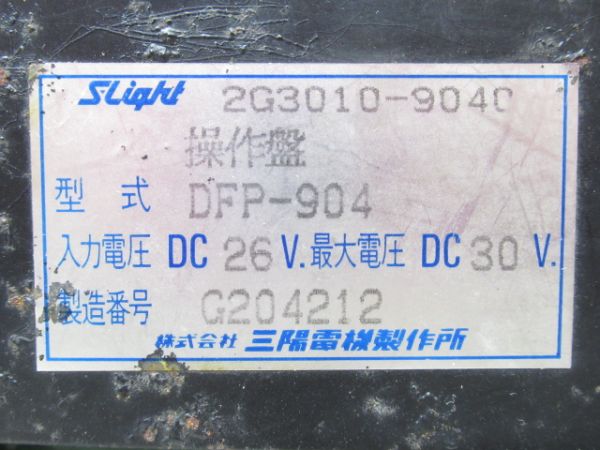 S-Light 2G3010-9040
操作盤
型式 DFP-904
入力電圧 DC 26 V. 最大電圧 DC 30 V.
製造番号 G204212
株式会社 三陽電機製作所